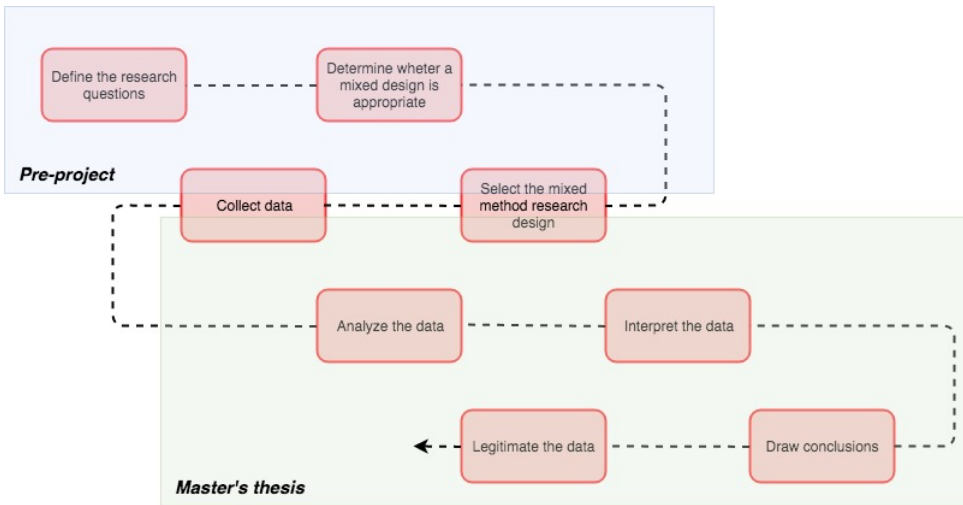 Define the research
questions
Determine wheter a
mixed design is
appropriate
Pre-project
Select the mixed
method research
design
Collect data
Analyze the data
Interpret the data
Draw conclusions
Legitimate the data
Master's thesis